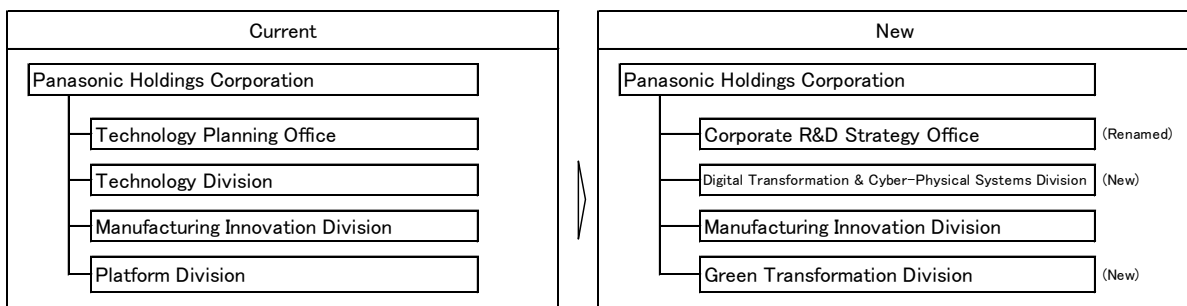 Current
Panasonic Holdings Corporation
Technology Planning Office
Technology Division
Manufacturing Innovation Division
Platform Division
New
Panasonic Holdings Corporation
Corporate R&D Strategy Office (Renamed)
Digital Transformation & Cyber-Physical Systems Division (New)
Manufacturing Innovation Division
Green Transformation Division (New)